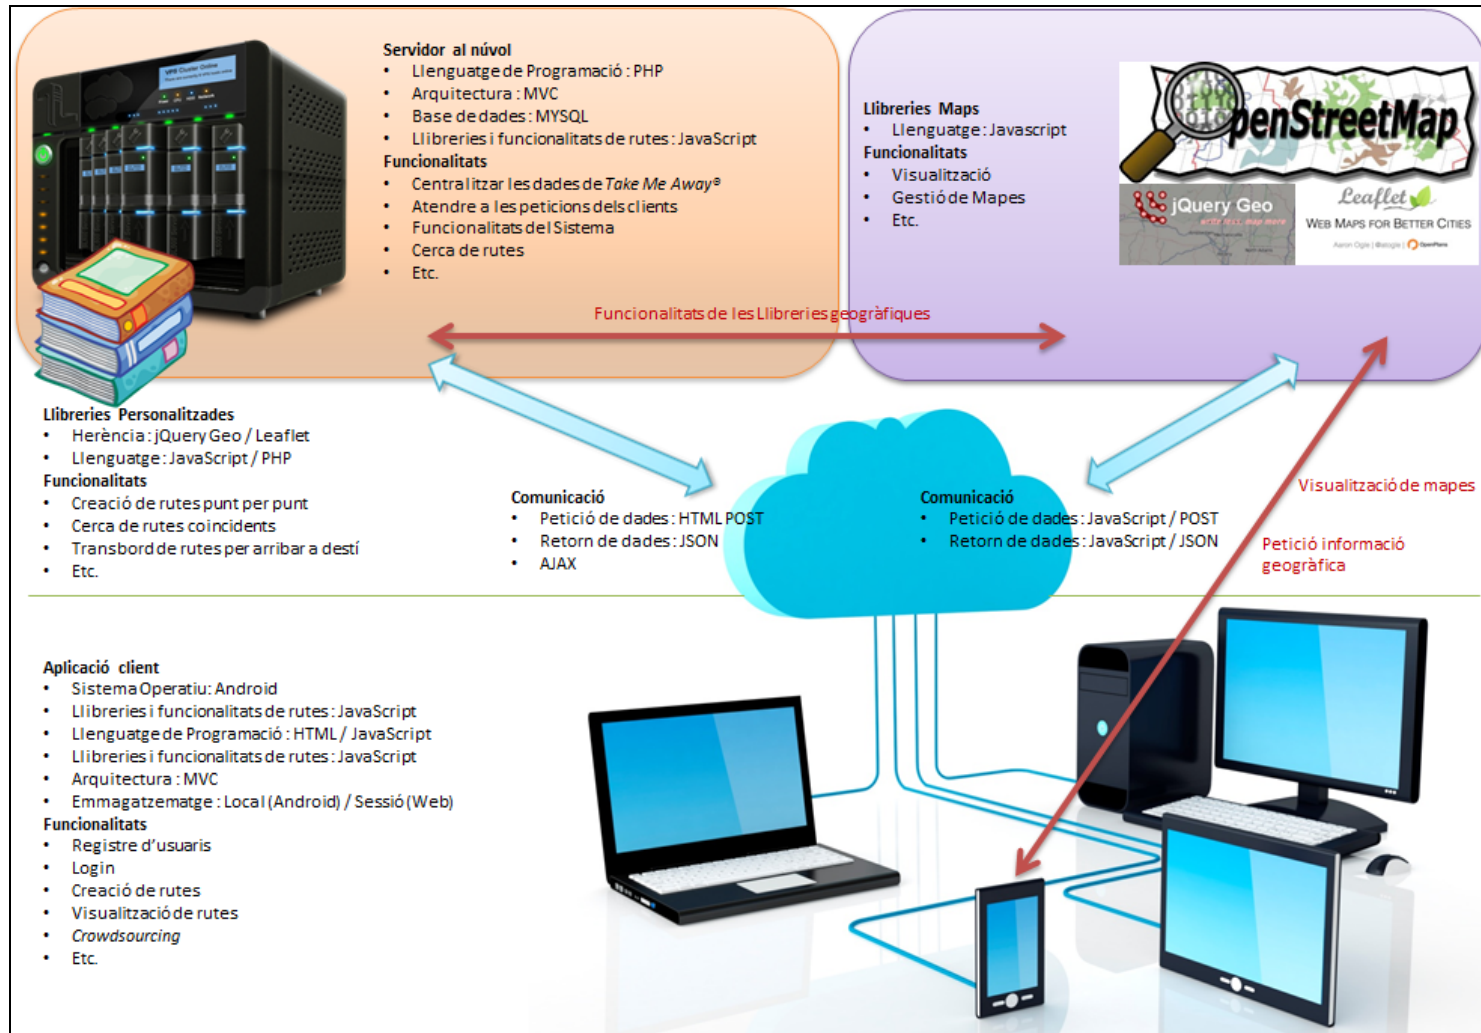 Servidor al núvol
• Llenguatge de Programació : PHP
• Arquitectura : MVC
• Base de dades : MYSQL
• Llibreries i funcionalitats de rutes : JavaScript
Funcionalitats
• Centralitzar les dades de Take Me Away®
• Atendre a les peticions dels clients
• Funcionalitats del Sistema
• Cerca de rutes
• Etc.
Llibreries Maps
• Llenguatge : Javascript
Funcionalitats
• Visualització
• Gestió de Mapes
• Etc.
penStreetMap
jQuery Geo
Leaflet
WEB MAPS FOR BETTER CITIES
Aaron Ogle | @atogle | OpenPlans
VPS Cluster Online
Funcionalitats de les Llibreries geogràfiques
Llibreries Personalitzades
• Herència : jQuery Geo / Leaflet
• Llenguatge : JavaScript / PHP
Funcionalitats
• Creació de rutes punt per punt
• Cerca de rutes coincidents
• Transbord de rutes per arribar a destí
• Etc.
Comunicació
• Petició de dades : HTML POST
• Retorn de dades : JSON
• AJAX
Comunicació
• Petició de dades : JavaScript / POST
• Retorn de dades : JavaScript / JSON
Visualització de mapes
Petició informació
geogràfica
Aplicació client
• Sistema Operatiu: Android
• Llibreries i funcionalitats de rutes : JavaScript
• Llenguatge de Programació : HTML / JavaScript
• Llibreries i funcionalitats de rutes : JavaScript
• Arquitectura : MVC
• Emmagatzematge : Local (Android) / Sessió (Web)
Funcionalitats
• Registre d'usuaris
• Login
• Creació de rutes
• Visualització de rutes
• Crowdsourcing
• Etc.